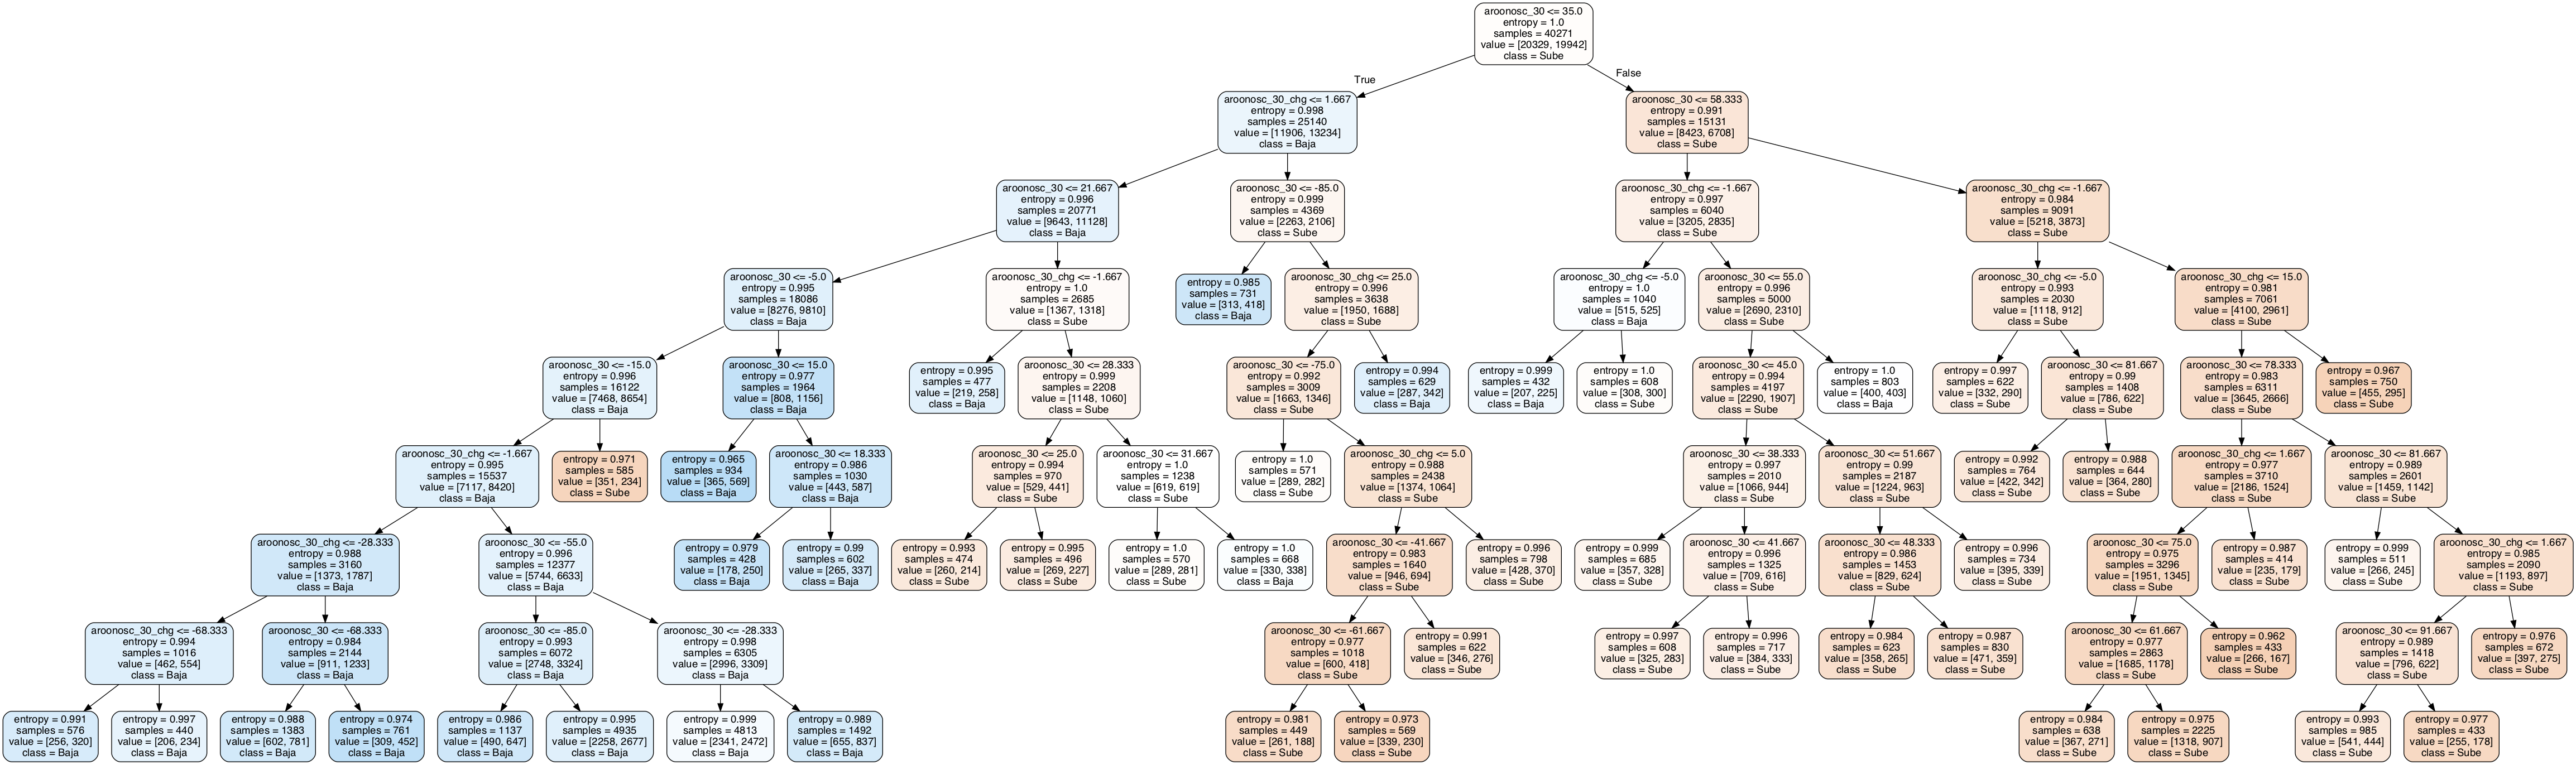 aroonosc_30 <= 35.0
entropy = 1.0
samples = 40271
value = [20329, 19942]
class = Sube
True
False
aroonosc_30_chg <= 1.667
entropy = 0.998
samples = 25140
value = [11906, 13234]
class = Baja
aroonosc_30 <= 58.333
entropy = 0.991
samples = 15131
value = [8423, 6708]
class = Sube
aroonosc_30 <= 21.667
entropy = 0.996
samples = 20771
value = [9643, 11128]
class = Baja
aroonosc_30 <= -85.0
entropy = 0.999
samples = 4369
value = [2263, 2106]
class = Sube
aroonosc_30_chg <= -1.667
entropy = 0.997
samples = 6040
value = [3205, 2835]
class = Sube
aroonosc_30_chg <= -1.667
entropy = 0.984
samples = 9091
value = [5218, 3873]
class = Sube
aroonosc_30 <= -5.0
entropy = 0.995
samples = 18086
value = [8276, 9810]
class = Baja
aroonosc_30_chg <= -1.667
entropy = 1.0
samples = 2685
value = [1367, 1318]
class = Sube
entropy = 0.985
samples = 731
value = [313, 418]
class = Baja
aroonosc_30_chg <= 25.0
entropy = 0.996
samples = 3638
value = [1950, 1688]
class = Sube
aroonosc_30_chg <= -5.0
entropy = 1.0
samples = 1040
value = [515, 525]
class = Baja
aroonosc_30 <= 55.0
entropy = 0.996
samples = 5000
value = [2690, 2310]
class = Sube
aroonosc_30_chg <= -5.0
entropy = 0.993
samples = 2030
value = [1118, 912]
class = Sube
aroonosc_30_chg <= 15.0
entropy = 0.981
samples = 7061
value = [4100, 2961]
class = Sube
aroonosc_30 <= -15.0
entropy = 0.996
samples = 16122
value = [7468, 8654]
class = Baja
aroonosc_30 <= 15.0
entropy = 0.977
samples = 1964
value = [808, 1156]
class = Baja
entropy = 0.995
samples = 477
value = [219, 258]
class = Baja
aroonosc_30 <= 28.333
entropy = 0.999
samples = 2208
value = [1148, 1060]
class = Sube
aroonosc_30 <= -75.0
entropy = 0.992
samples = 3009
value = [1663, 1346]
class = Sube
entropy = 0.994
samples = 629
value = [287, 342]
class = Baja
entropy = 0.999
samples = 432
value = [207, 225]
class = Baja
entropy = 1.0
samples = 608
value = [308, 300]
class = Sube
aroonosc_30 <= 45.0
entropy = 0.994
samples = 4197
value = [2290, 1907]
class = Sube
entropy = 1.0
samples = 803
value = [400, 403]
class = Baja
entropy = 0.997
samples = 622
value = [332, 290]
class = Sube
aroonosc_30 <= 81.667
entropy = 0.99
samples = 1408
value = [786, 622]
class = Sube
aroonosc_30 <= 78.333
entropy = 0.983
samples = 6311
value = [3645, 2666]
class = Sube
entropy = 0.967
samples = 750
value = [455, 295]
class = Sube
aroonosc_30_chg <= -1.667
entropy = 0.995
samples = 15537
value = [7117, 8420]
class = Baja
entropy = 0.971
samples = 585
value = [351, 234]
class = Sube
entropy = 0.965
samples = 934
value = [365, 569]
class = Baja
aroonosc_30 <= 18.333
entropy = 0.986
samples = 1030
value = [443, 587]
class = Baja
aroonosc_30 <= 25.0
entropy = 0.994
samples = 970
value = [529, 441]
class = Sube
aroonosc_30 <= 31.667
entropy = 1.0
samples = 1238
value = [619, 619]
class = Sube
entropy = 1.0
samples = 571
value = [289, 282]
class = Sube
aroonosc_30_chg <= 5.0
entropy = 0.988
samples = 2438
value = [1374, 1064]
class = Sube
aroonosc_30 <= 38.333
entropy = 0.997
samples = 2010
value = [1066, 944]
class = Sube
aroonosc_30 <= 51.667
entropy = 0.99
samples = 2187
value = [1224, 963]
class = Sube
entropy = 0.992
samples = 764
value = [422, 342]
class = Sube
entropy = 0.988
samples = 644
value = [364, 280]
class = Sube
aroonosc_30_chg <= 1.667
entropy = 0.977
samples = 3710
value = [2186, 1524]
class = Sube
aroonosc_30 <= 81.667
entropy = 0.989
samples = 2601
value = [1459, 1142]
class = Sube
aroonosc_30_chg <= -28.333
entropy = 0.988
samples = 3160
value = [1373, 1787]
class = Baja
aroonosc_30 <= -55.0
entropy = 0.996
samples = 12377
value = [5744, 6633]
class = Baja
entropy = 0.979
samples = 428
value = [178, 250]
class = Baja
entropy = 0.99
samples = 602
value = [265, 337]
class = Baja
entropy = 0.993
samples = 474
value = [260, 214]
class = Sube
entropy = 0.995
samples = 496
value = [269, 227]
class = Sube
entropy = 1.0
samples = 570
value = [289, 281]
class = Sube
entropy = 1.0
samples = 668
value = [330, 338]
class = Baja
aroonosc_30 <= -41.667
entropy = 0.983
samples = 1640
value = [946, 694]
class = Sube
entropy = 0.996
samples = 798
value = [428, 370]
class = Sube
entropy = 0.999
samples = 685
value = [357, 328]
class = Sube
aroonosc_30 <= 41.667
entropy = 0.996
samples = 1325
value = [709, 616]
class = Sube
aroonosc_30 <= 48.333
entropy = 0.986
samples = 1453
value = [829, 624]
class = Sube
entropy = 0.996
samples = 734
value = [395, 339]
class = Sube
aroonosc_30 <= 75.0
entropy = 0.975
samples = 3296
value = [1951, 1345]
class = Sube
entropy = 0.987
samples = 414
value = [235, 179]
class = Sube
entropy = 0.999
samples = 511
value = [266, 245]
class = Sube
aroonosc_30_chg <= 1.667
entropy = 0.985
samples = 2090
value = [1193, 897]
class = Sube
aroonosc_30_chg <= -68.333
entropy = 0.994
samples = 1016
value = [462, 554]
class = Baja
aroonosc_30 <= -68.333
entropy = 0.984
samples = 2144
value = [911, 1233]
class = Baja
aroonosc_30 <= -85.0
entropy = 0.993
samples = 6072
value = [2748, 3324]
class = Baja
aroonosc_30 <= -28.333
entropy = 0.998
samples = 6305
value = [2996, 3309]
class = Baja
aroonosc_30 <= -61.667
entropy = 0.977
samples = 1018
value = [600, 418]
class = Sube
entropy = 0.991
samples = 622
value = [346, 276]
class = Sube
entropy = 0.997
samples = 608
value = [325, 283]
class = Sube
entropy = 0.996
samples = 717
value = [384, 333]
class = Sube
entropy = 0.984
samples = 623
value = [358, 265]
class = Sube
entropy = 0.987
samples = 830
value = [471, 359]
class = Sube
aroonosc_30 <= 61.667
entropy = 0.977
samples = 2863
value = [1685, 1178]
class = Sube
entropy = 0.962
samples = 433
value = [266, 167]
class = Sube
aroonosc_30 <= 91.667
entropy = 0.989
samples = 1418
value = [796, 622]
class = Sube
entropy = 0.976
samples = 672
value = [397, 275]
class = Sube
entropy = 0.991
samples = 576
value = [256, 320]
class = Baja
entropy = 0.997
samples = 440
value = [206, 234]
class = Baja
entropy = 0.988
samples = 1383
value = [602, 781]
class = Baja
entropy = 0.974
samples = 761
value = [309, 452]
class = Baja
entropy = 0.986
samples = 1137
value = [490, 647]
class = Baja
entropy = 0.995
samples = 4935
value = [2258, 2677]
class = Baja
entropy = 0.999
samples = 4813
value = [2341, 2472]
class = Baja
entropy = 0.989
samples = 1492
value = [655, 837]
class = Baja
entropy = 0.981
samples = 449
value = [261, 188]
class = Sube
entropy = 0.973
samples = 569
value = [339, 230]
class = Sube
entropy = 0.984
samples = 638
value = [367, 271]
class = Sube
entropy = 0.975
samples = 2225
value = [1318, 907]
class = Sube
entropy = 0.993
samples = 985
value = [541, 444]
class = Sube
entropy = 0.977
samples = 433
value = [255, 178]
class = Sube